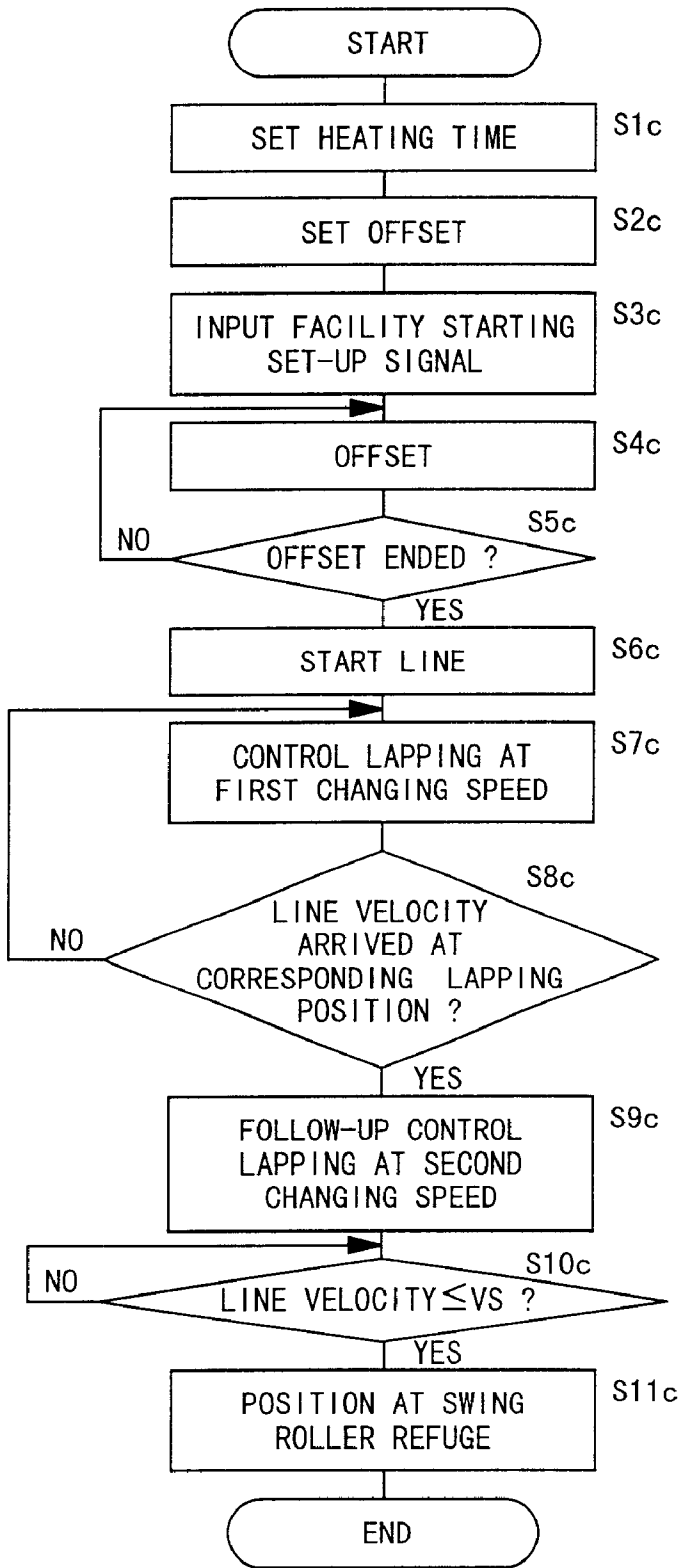 START
SET HEATING TIME
S1c
SET OFFSET
S2c
INPUT FACILITY STARTING
SET-UP SIGNAL
S3c
OFFSET
S4c
S5c
NO
OFFSET ENDED ?
YES
START LINE
S6c
CONTROL LAPPING AT
FIRST CHANGING SPEED
S7c
S8c
LINE VELOCITY
ARRIVED AT
CORRESPONDING LAPPING
POSITION ?
NO
YES
FOLLOW-UP CONTROL
LAPPING AT SECOND
CHANGING SPEED
S9c
S10c
NO
LINE VELOCITY≦VS ?
YES
POSITION AT SWING
ROLLER REFUGE
S11c
END